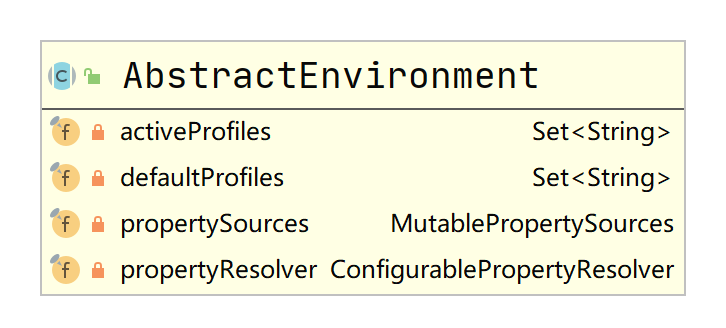 C AbstractEnvironment
f activeProfiles Set<String>
f defaultProfiles Set<String>
f propertySources MutablePropertySources
f propertyResolver ConfigurablePropertyResolver